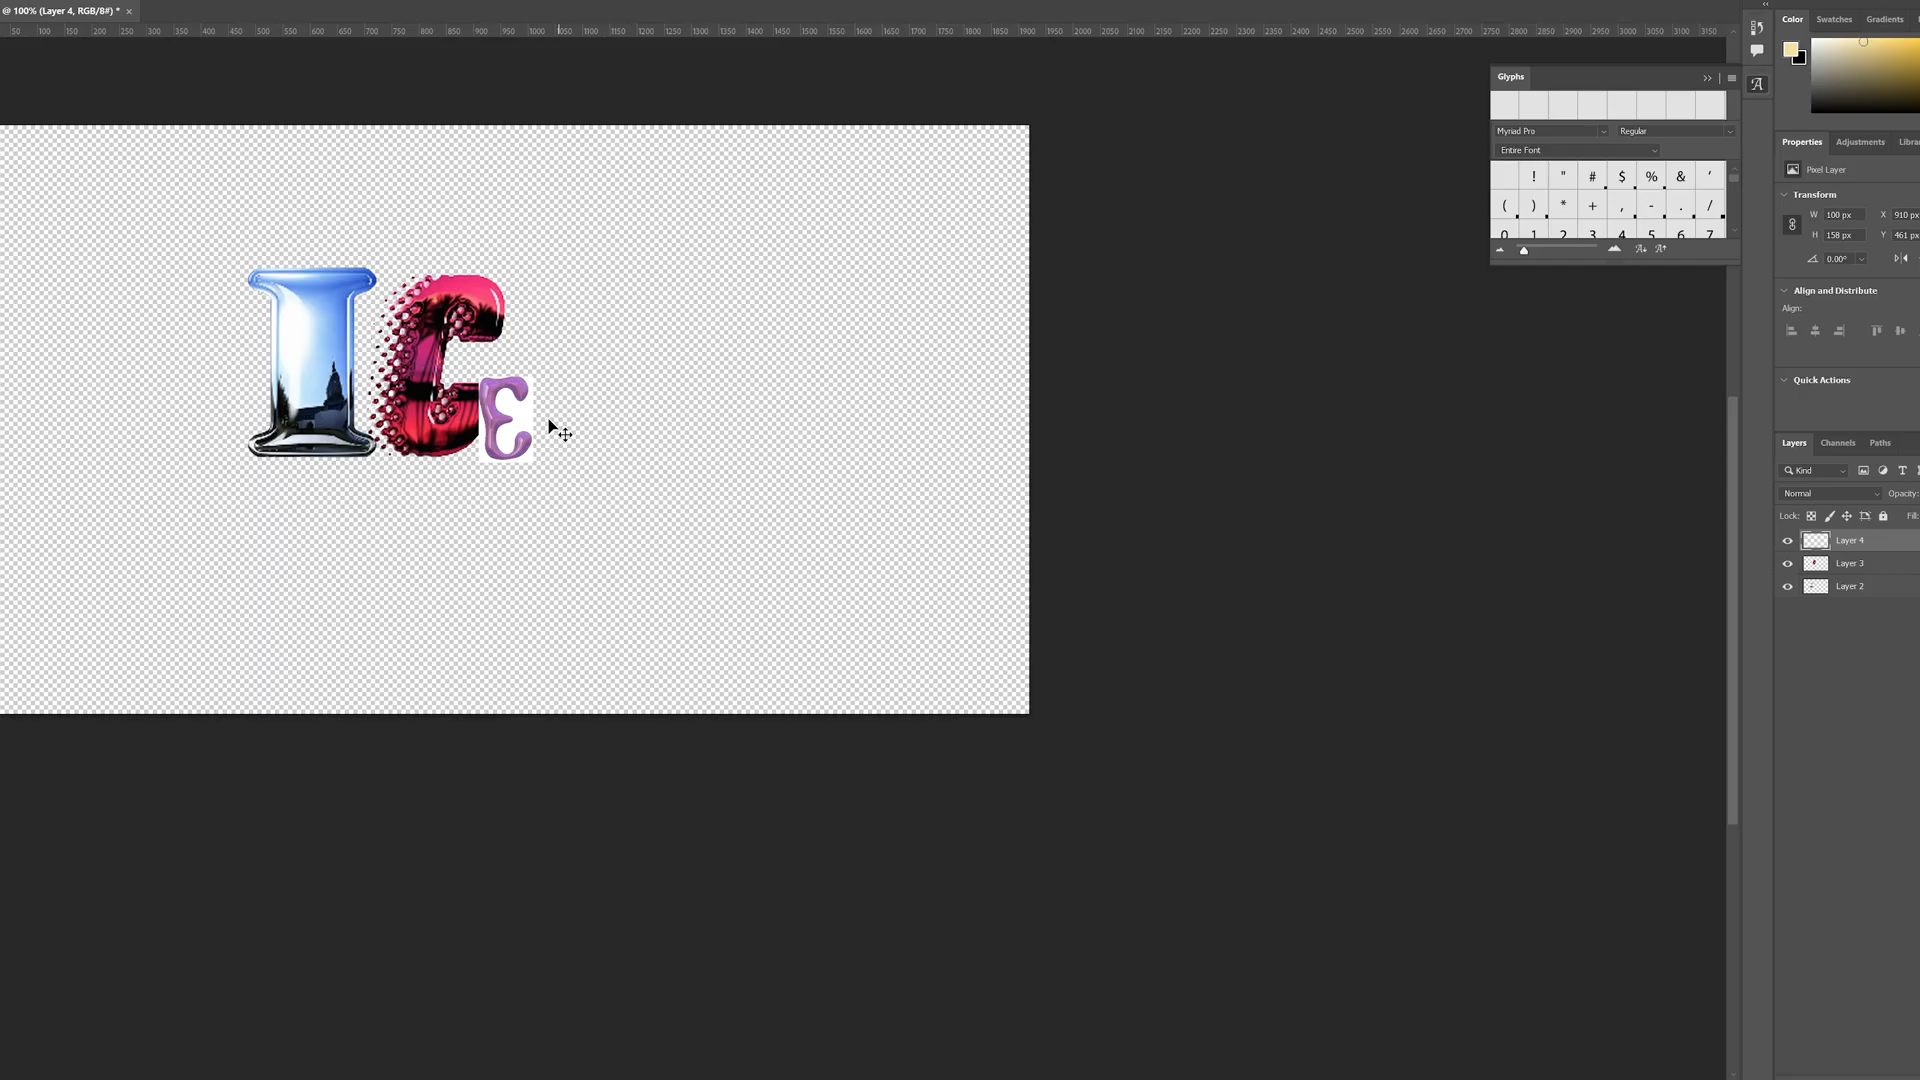 @ 100% (Layer 4, RGB/8#) * ×
50 100 150 200 250 300 350 400 450 500 550 600 650 700 750 800 850 900 950 1000 1050 1100 1150 1200 1250 1300 1350 1400 1450 1500 1550 1600 1650 1700 1750 1800 1850 1900 1950 2000 2050 2100 2150 2200 2250 2300 2350 2400 2450 2500 2550 2600 2650 2700 2750 2800 2850 2900 2950 3000 3050 3100 3150
Color Swatches Gradients
Glyphs
Myriad Pro Regular
Entire Font
! " # $ % & '
( ) * + , - . /
0 1 2 3 4 5 6 7
Properties Adjustments Librar
Pixel Layer
Transform
W 100 px X 910 px
H 158 px Y 461 px
0.00°
Align and Distribute
Align:
Quick Actions
Layers Channels Paths
Kind
Normal Opacity:
Lock: Fill:
Layer 4
Layer 3
Layer 2
I C E